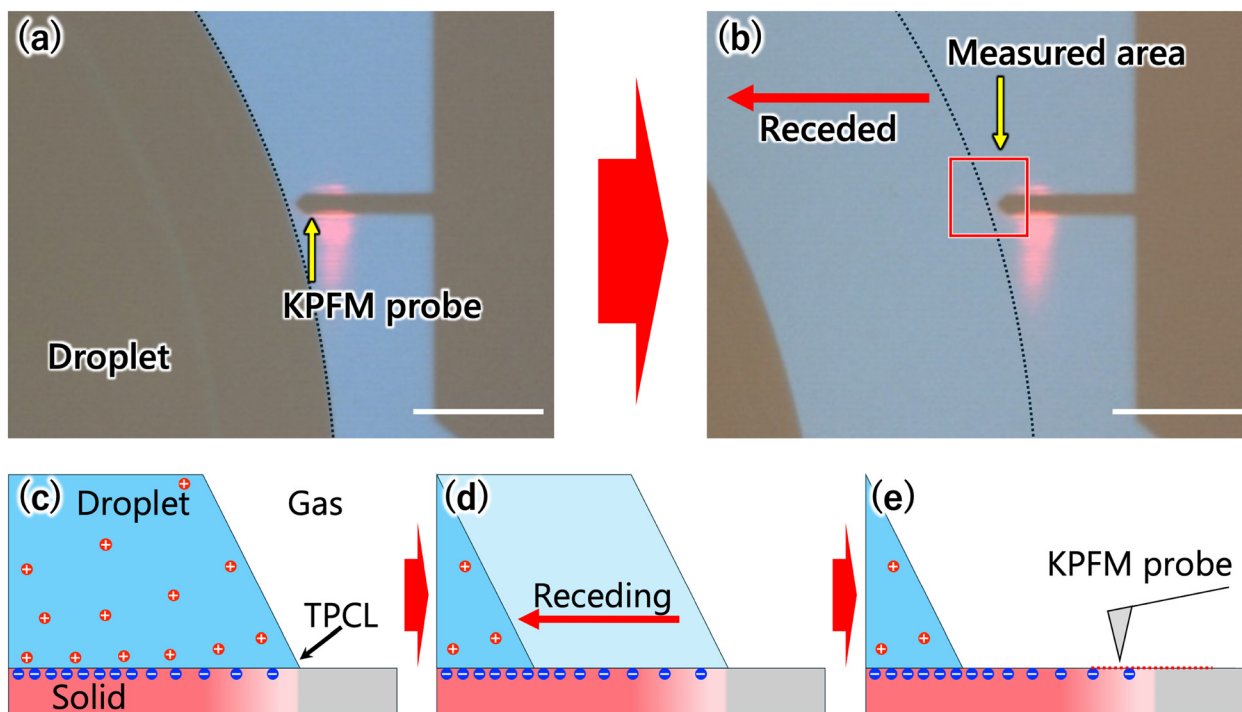 (a)
KPFM probe
Droplet
(b)
Measured area
Receded
(c)
Droplet
Gas
TPCL
Solid
(d)
Receding
(e)
KPFM probe